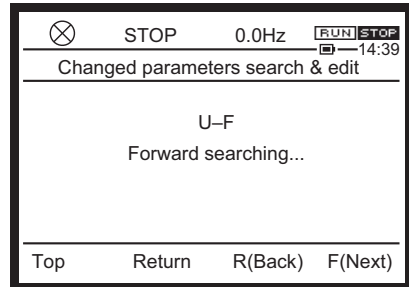 STOP 0.0Hz RUN STOP
14:39
Changed parameters search & edit
U–F
Forward searching...
Top Return R(Back) F(Next)